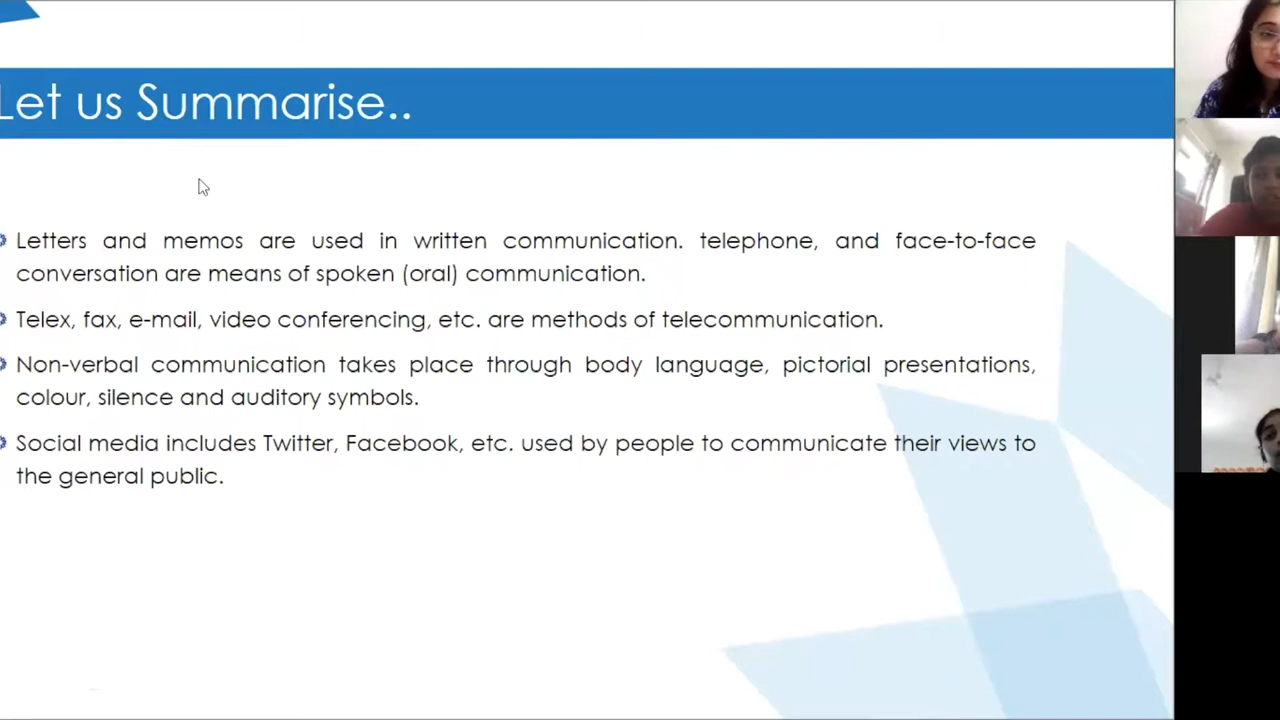 Let us Summarise..
Letters and memos are used in written communication. telephone, and face-to-face
conversation are means of spoken (oral) communication.
Telex, fax, e-mail, video conferencing, etc. are methods of telecommunication.
Non-verbal communication takes place through body language, pictorial presentations,
colour, silence and auditory symbols.
Social media includes Twitter, Facebook, etc. used by people to communicate their views to
the general public.